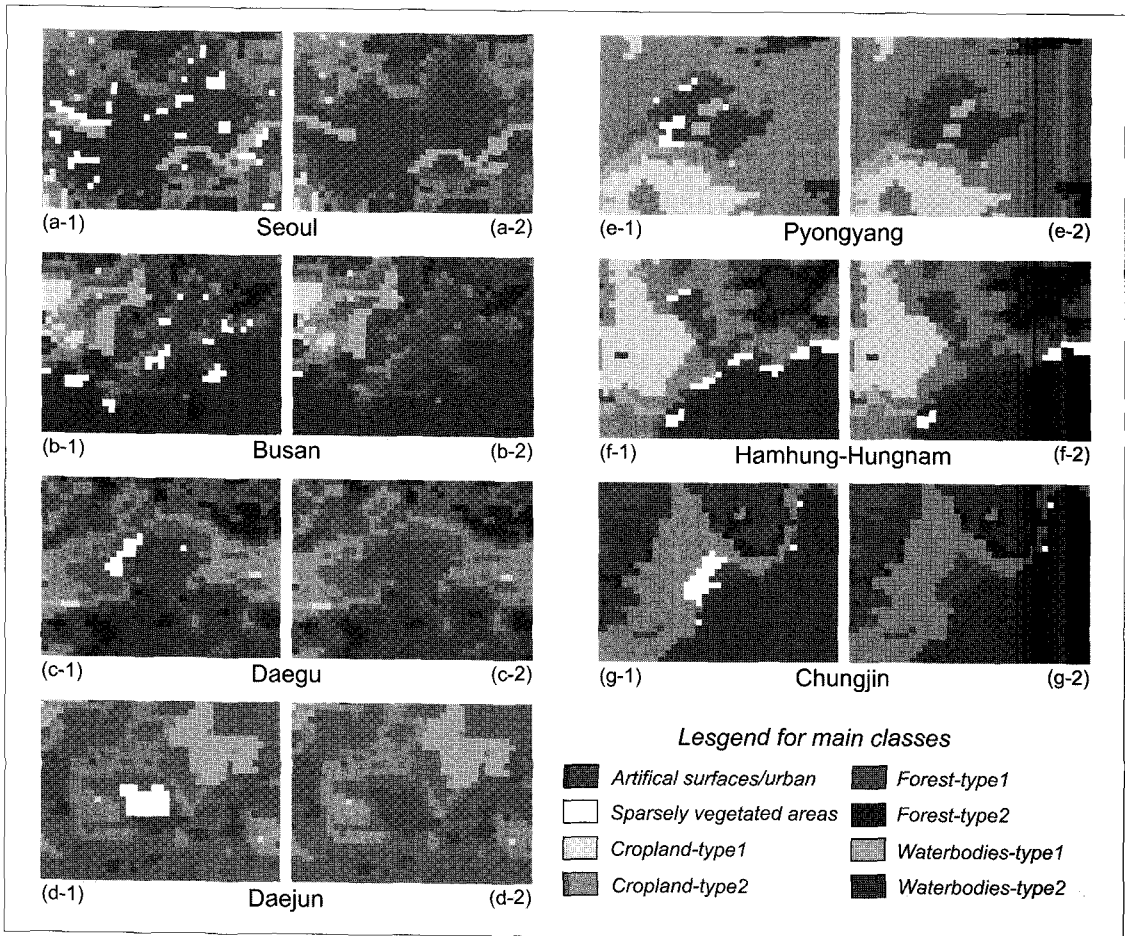 (a-1) Seoul (a-2)
(b-1) Busan (b-2)
(c-1) Daegu (c-2)
(d-1) Daejun (d-2)
(e-1) Pyongyang (e-2)
(f-1) Hamhung-Hungnam (f-2)
(g-1) Chungjin (g-2)
Lesgend for main classes
Artifical surfaces/urban
Sparsely vegetated areas
Cropland-type1
Cropland-type2
Forest-type1
Forest-type2
Waterbodies-type1
Waterbodies-type2